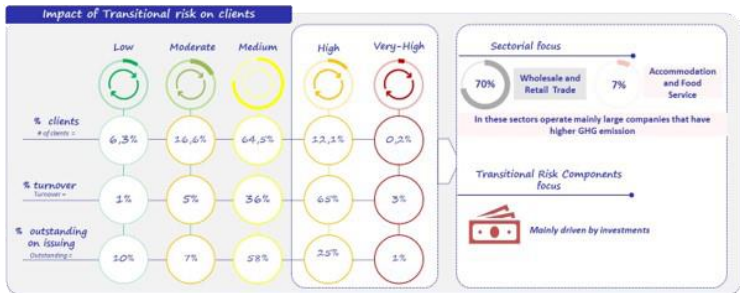 Impact of Transitional risk on clients
Low
Moderate
Medium
High
Very-High
% clients
# of clients =
6,3%
16,6%
64,5%
12,1%
0,2%
% turnover
Turnover =
1%
5%
36%
65%
3%
% outstanding
on issuing
Outstanding =
10%
7%
58%
25%
1%
Sectorial focus
70%
Wholesale and
Retail Trade
7%
Accommodation
and Food
Service
In these sectors operate mainly large companies that have
higher GHG emission
Transitional Risk Components
focus
Mainly driven by investments